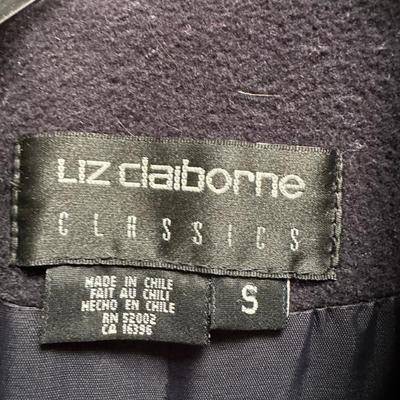 Liz claiborne
CLASSICS
MADE IN CHILE
FAIT AU CHILI
HECHO EN CHILE
RN 52002
CA 16396
S